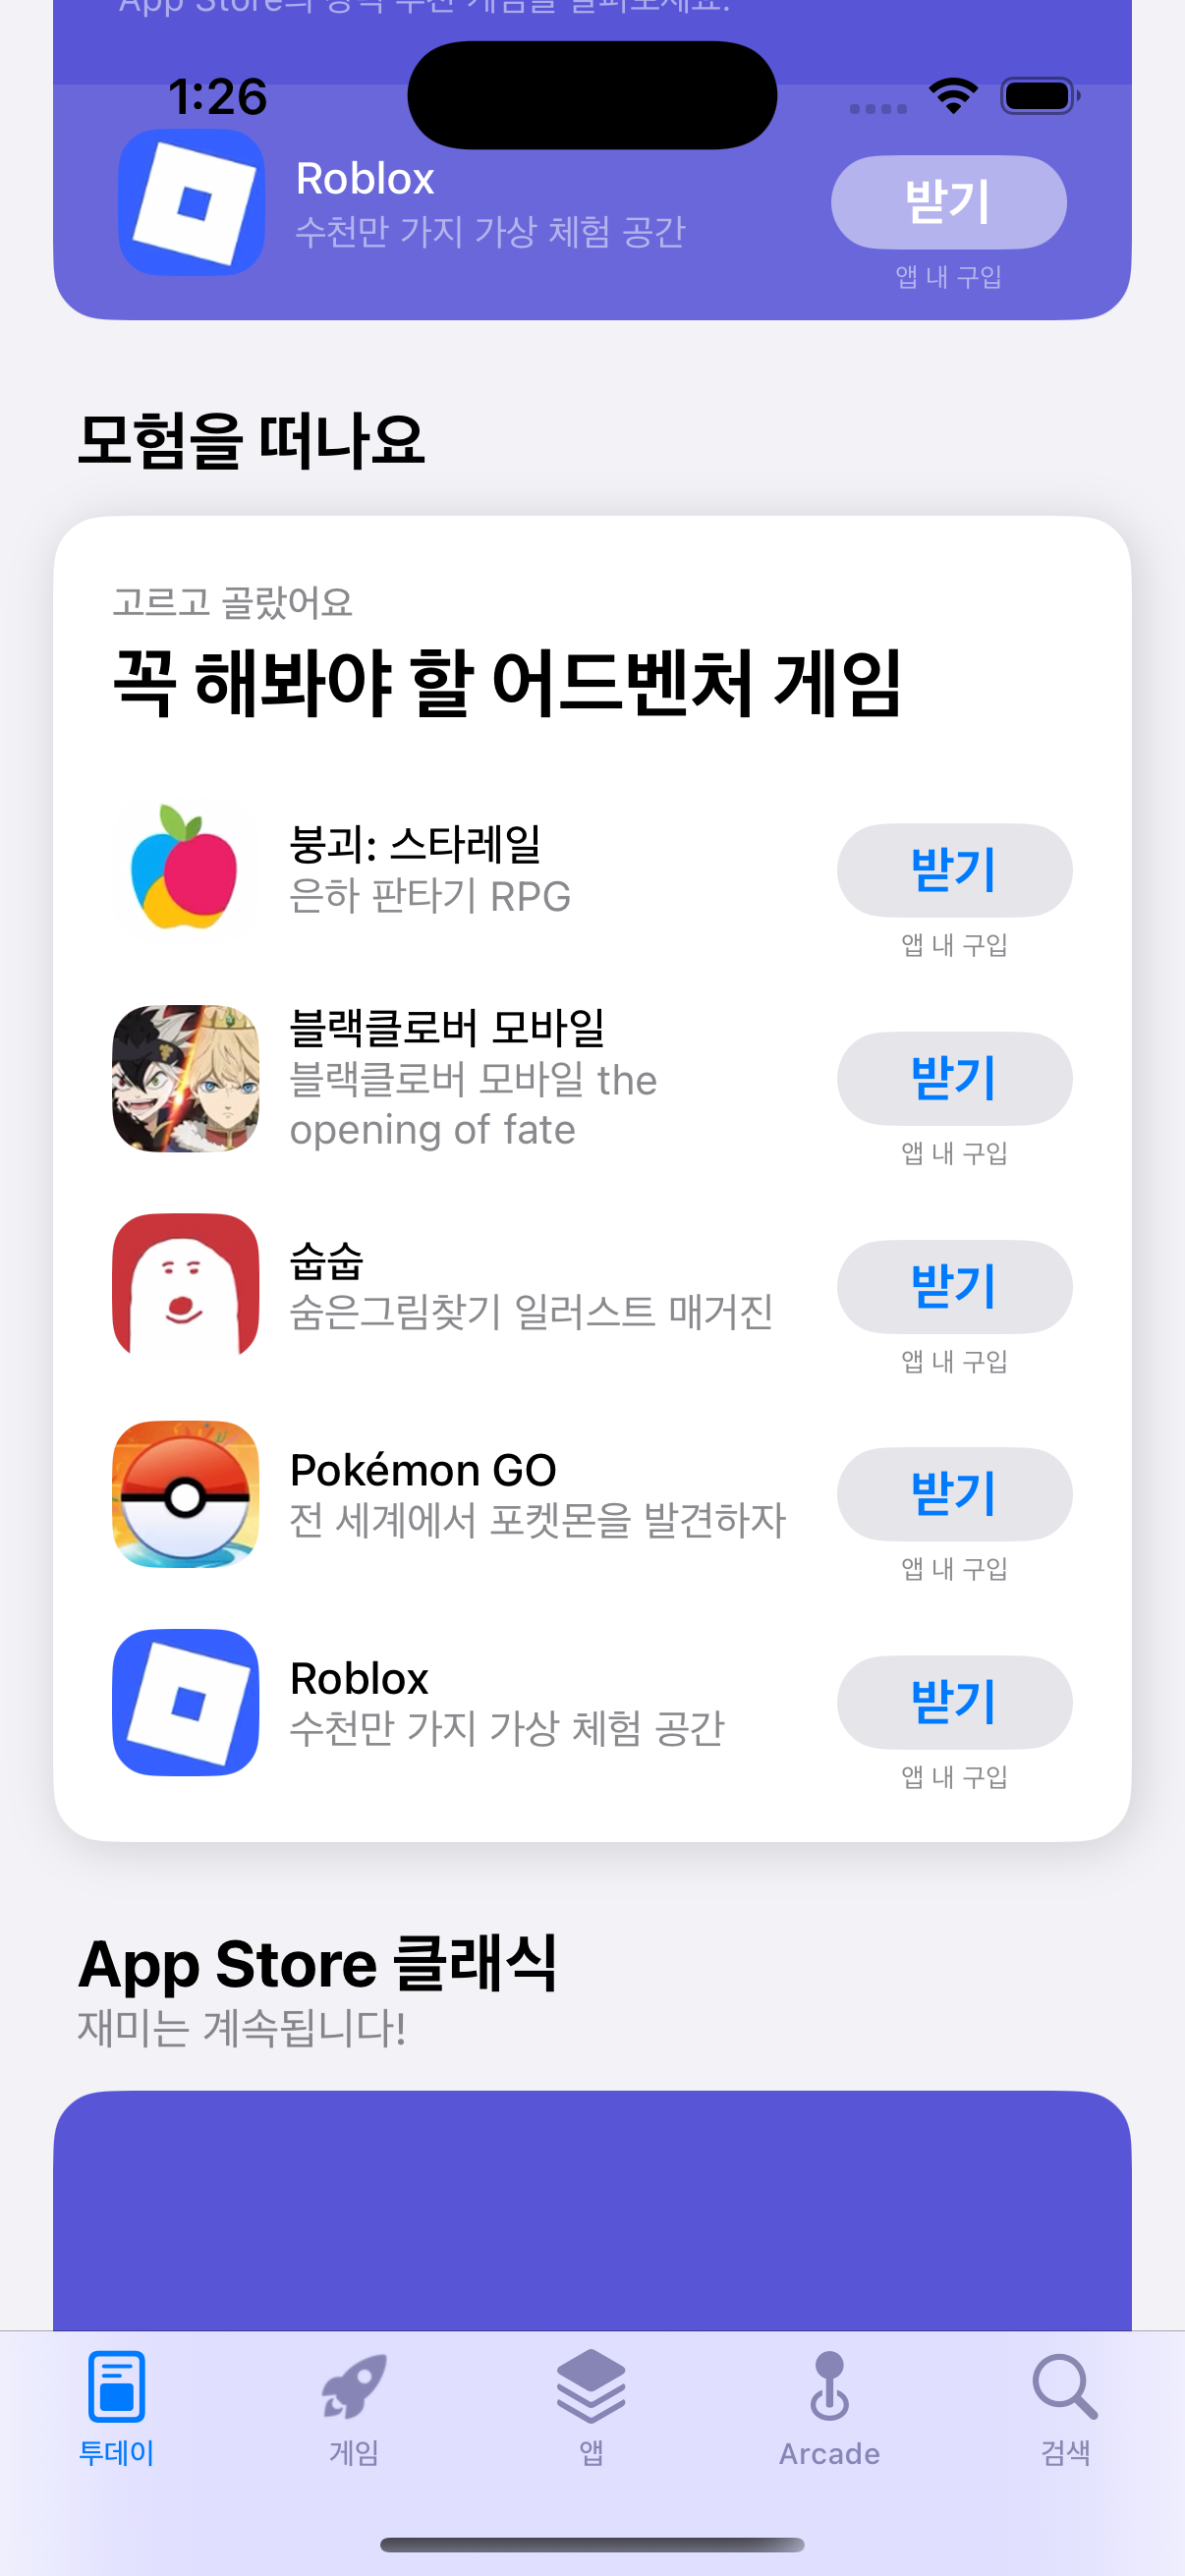 App Store의
1:26
Roblox
수천만 가지 가상 체험 공간
받기
앱 내 구입
모험을 떠나요
고르고 골랐어요
꼭 해봐야 할 어드벤처 게임
붕괴: 스타레일
은하 판타기 RPG
받기
앱 내 구입
블랙클로버 모바일
블랙클로버 모바일 the
opening of fate
받기
앱 내 구입
숩숩
숨은그림찾기 일러스트 매거진
받기
앱 내 구입
Pokémon GO
전 세계에서 포켓몬을 발견하자
받기
앱 내 구입
Roblox
수천만 가지 가상 체험 공간
받기
앱 내 구입
App Store 클래식
재미는 계속됩니다!
투데이
게임
앱
Arcade
검색